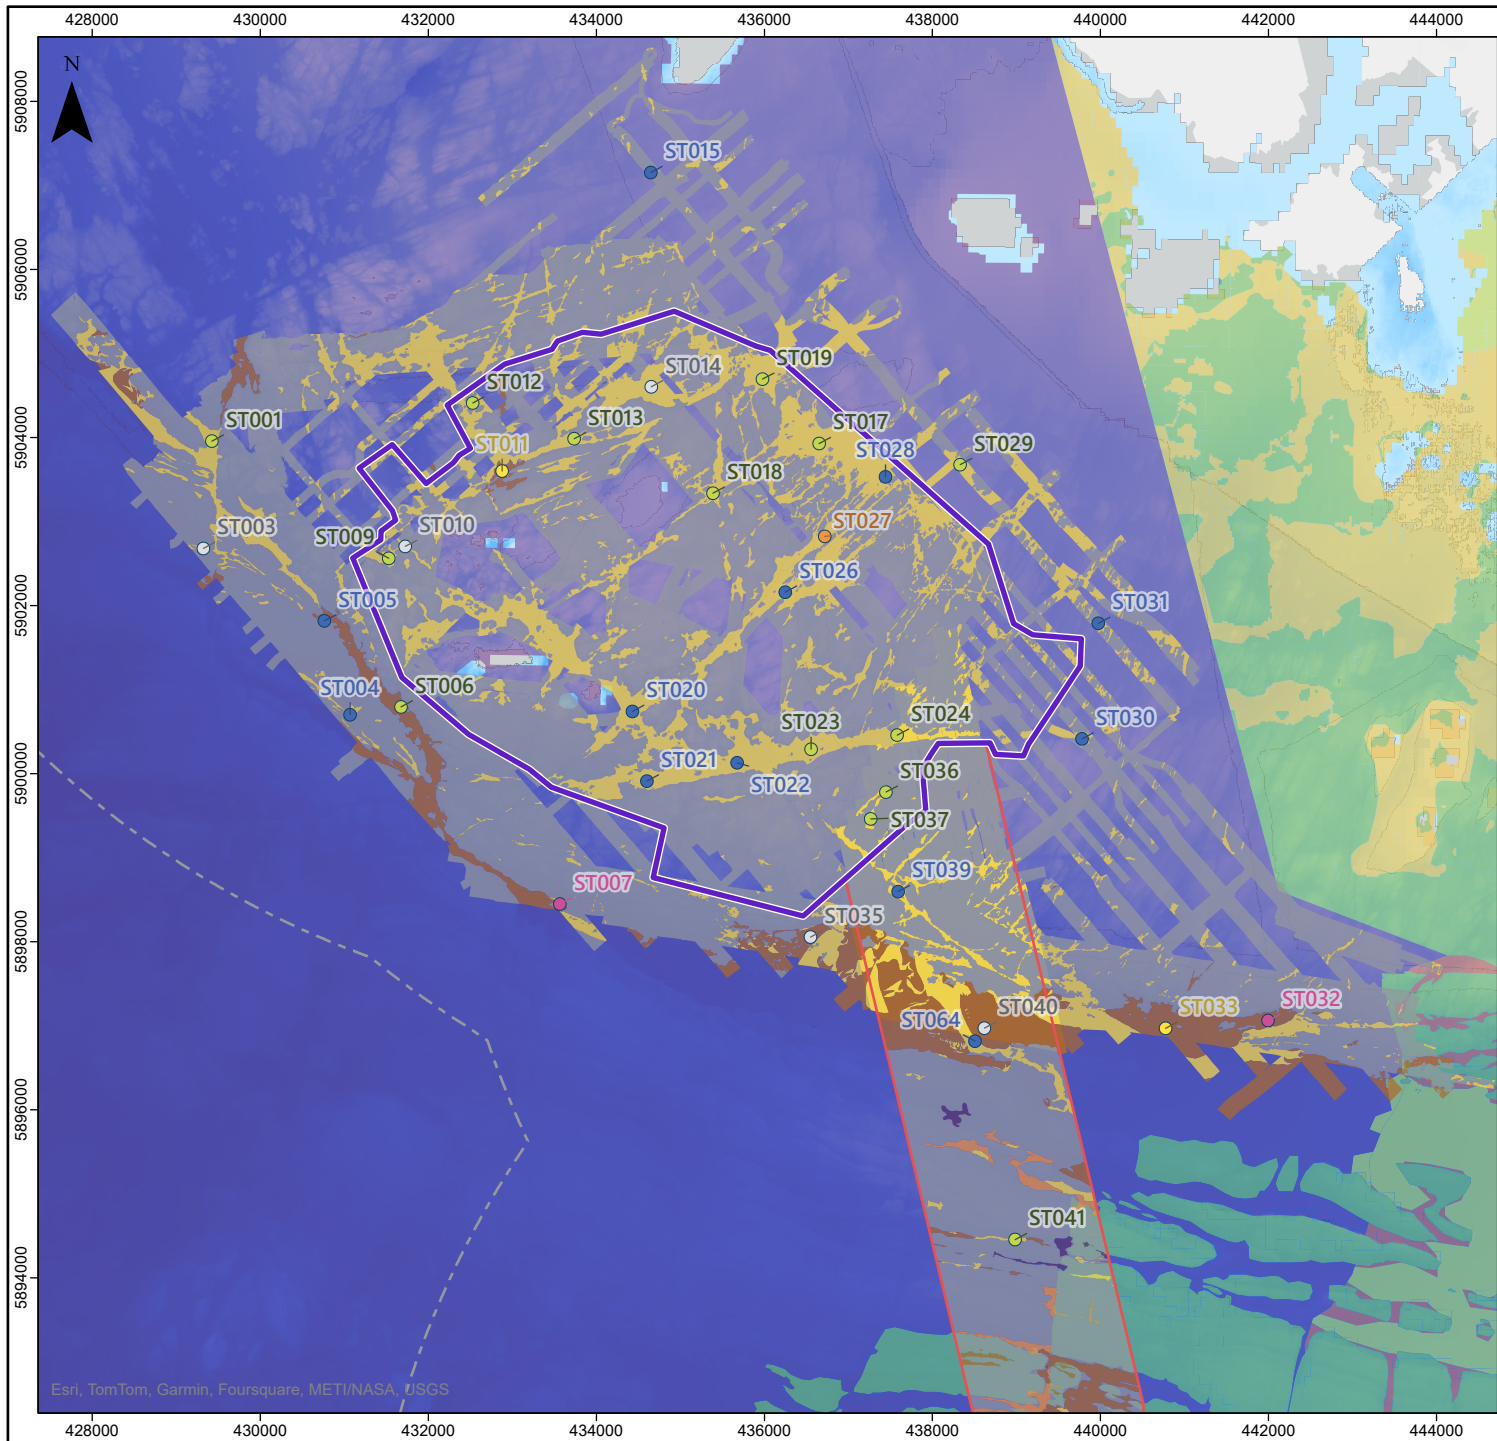 428000 430000 432000 434000 436000 438000 440000 442000 444000
N
5908000
5906000
5904000
5902000
5900000
5898000
5896000
5894000
ST015
ST019
ST014
ST012
ST013
ST001
ST017
ST011
ST028
ST029
ST018
ST003
ST009
ST010
ST027
ST026
ST005
ST031
ST004
ST006
ST020
ST023
ST024
ST030
ST021
ST022
ST036
ST037
ST039
ST007
ST035
ST064
ST040
ST033
ST032
ST041
Esri, TomTom, Garmin, Foursquare, METI/NASA, USGS
428000 430000 432000 434000 436000 438000 440000 442000 444000